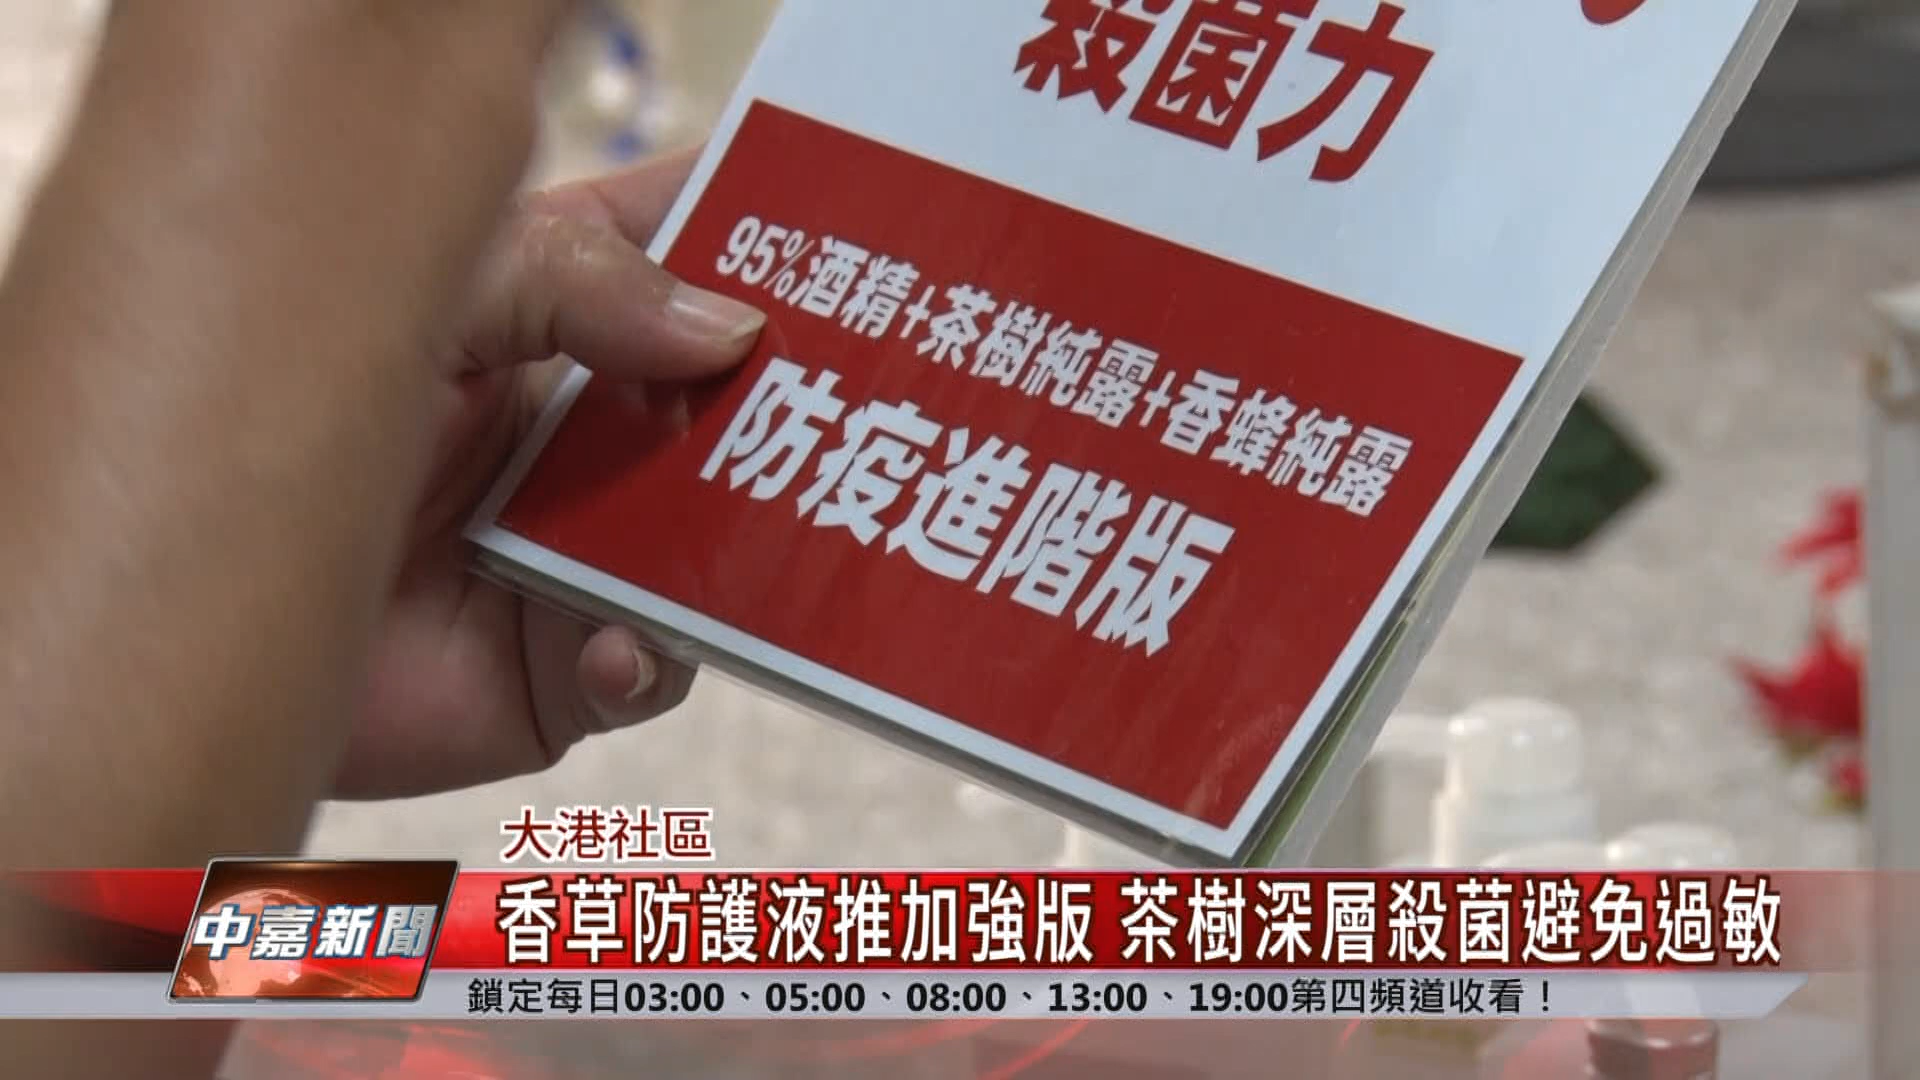 殺菌力
95%酒精+茶樹純露+香蜂純露
防疫進階版
大港社區
中嘉新聞
香草防護液推加強版 茶樹深層殺菌避免過敏
鎖定每日03:00、05:00、08:00、13:00、19:00第四頻道收看！